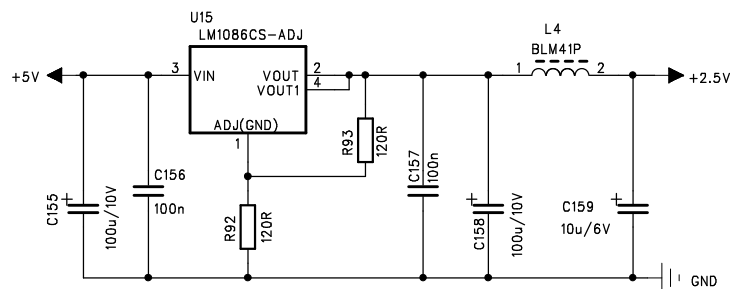 U15
LM1086CS-ADJ
L4
BLM41P
+5V
3
VIN
VOUT
2
VOUT1
4
1
2
+2.5V
ADJ(GND)
1
R93
120R
C157
100n
C156
100n
C155
+
100u/10V
R92
120R
+
C158
100u/10V
C159
10u/6V
+
GND